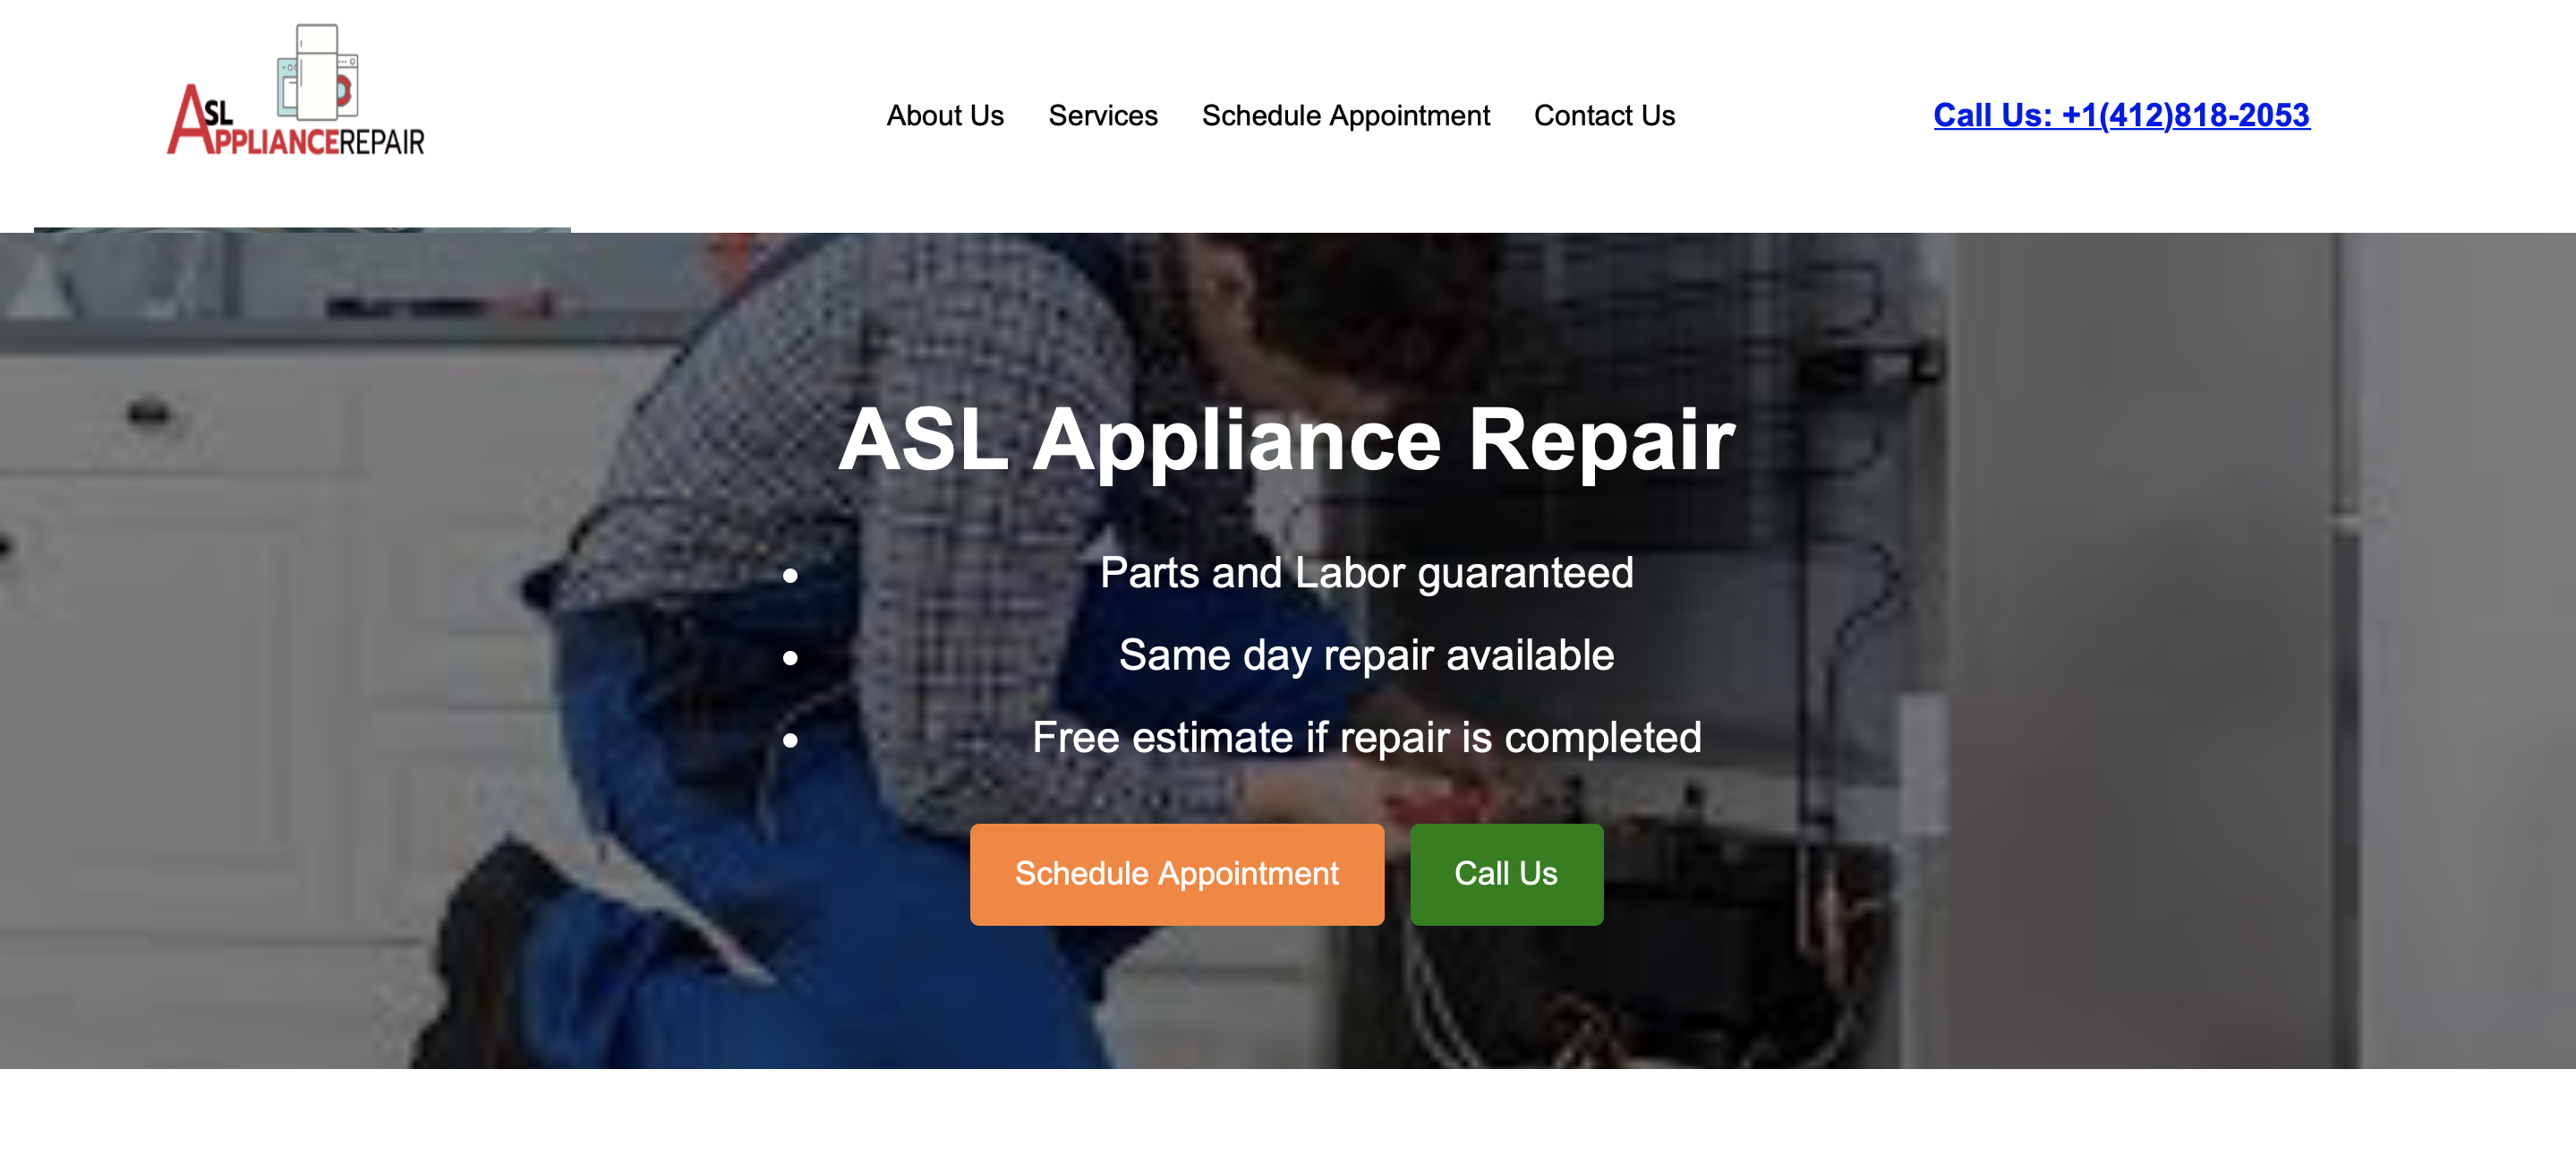 ASL
APPLIANCEREPAIR
About Us Services Schedule Appointment Contact Us Call Us: +1(412)818-2053
ASL Appliance Repair
• Parts and Labor guaranteed
• Same day repair available
• Free estimate if repair is completed
Schedule Appointment Call Us